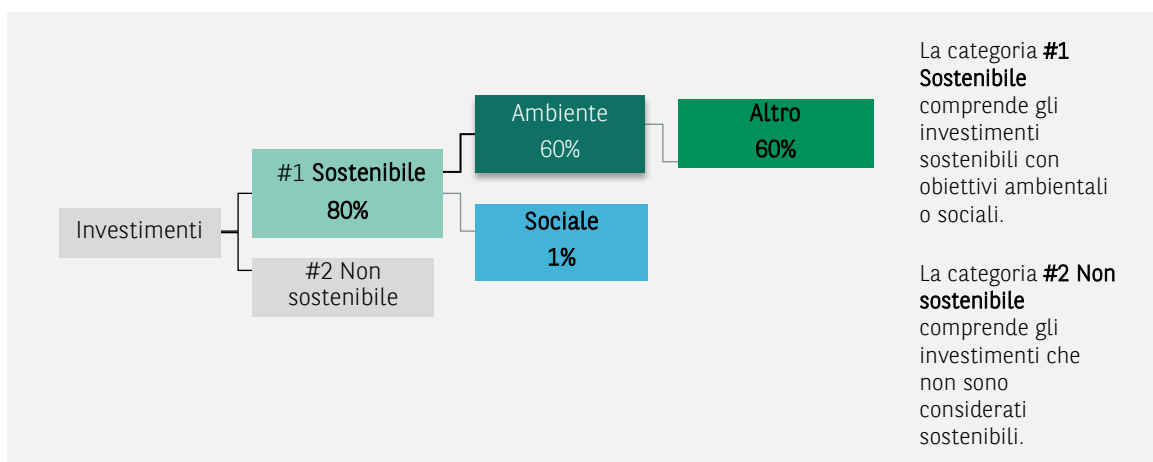 Investimenti
#1 Sostenibile
80%
#2 Non
sostenibile
Ambiente
60%
Sociale
1%
Altro
60%
La categoria #1
Sostenibile
comprende gli
investimenti
sostenibili con
obiettivi ambientali
o sociali.
La categoria #2 Non
sostenibile
comprende gli
investimenti che
non sono
considerati
sostenibili.